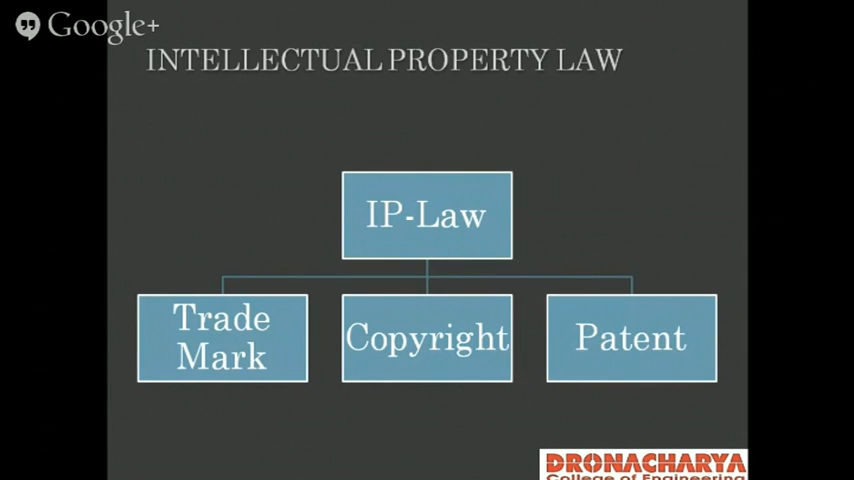 Google+
INTELLECTUAL PROPERTY LAW
IP-Law
Trade
Mark
Copyright
Patent
DRONACHARYA
College of Engineering